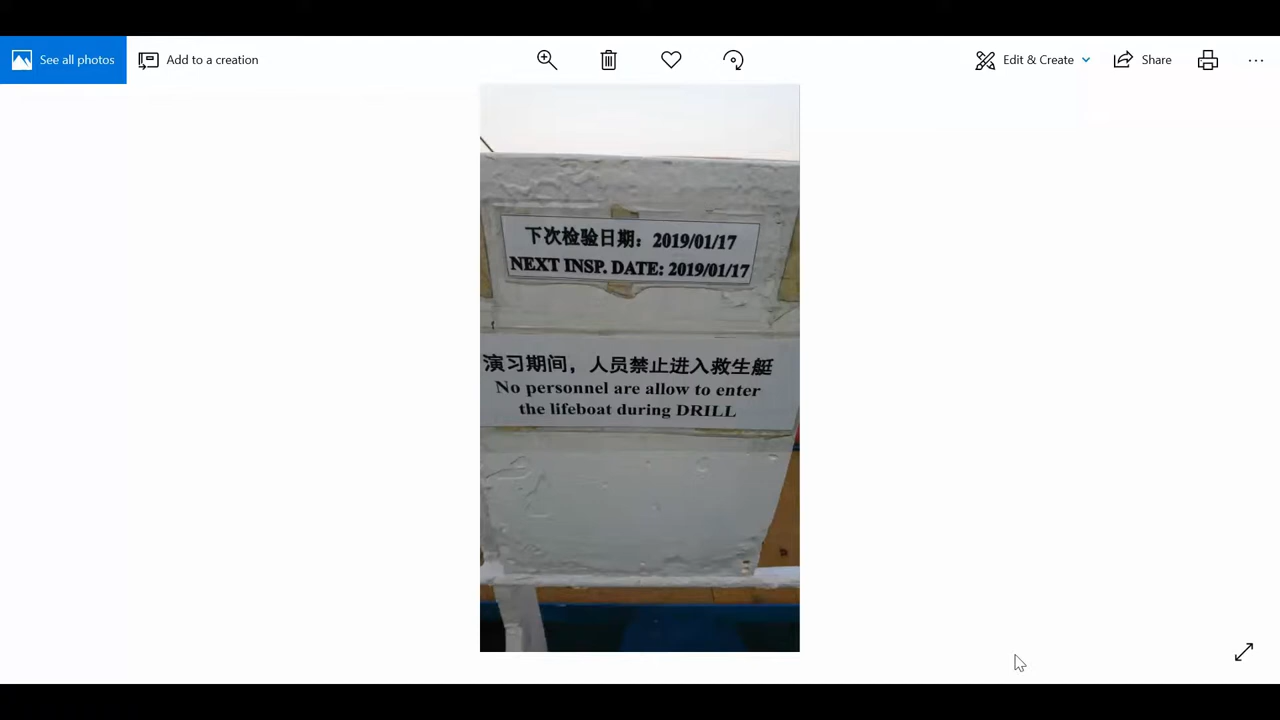 See all photos
Add to a creation
Edit & Create
Share
下次检验日期：2019/01/17
NEXT INSP. DATE: 2019/01/17
演习期间，人员禁止进入救生艇
No personnel are allow to enter
the lifeboat during DRILL